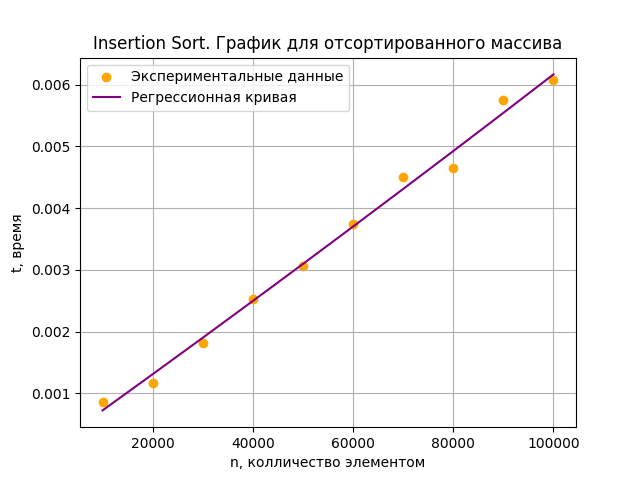 Insertion Sort. График для отсортированного массива
Экспериментальные данные
Регрессионная кривая
0.006
0.005
0.004
0.003
0.002
0.001
t, время
20000 40000 60000 80000 100000
n, колличество элементом